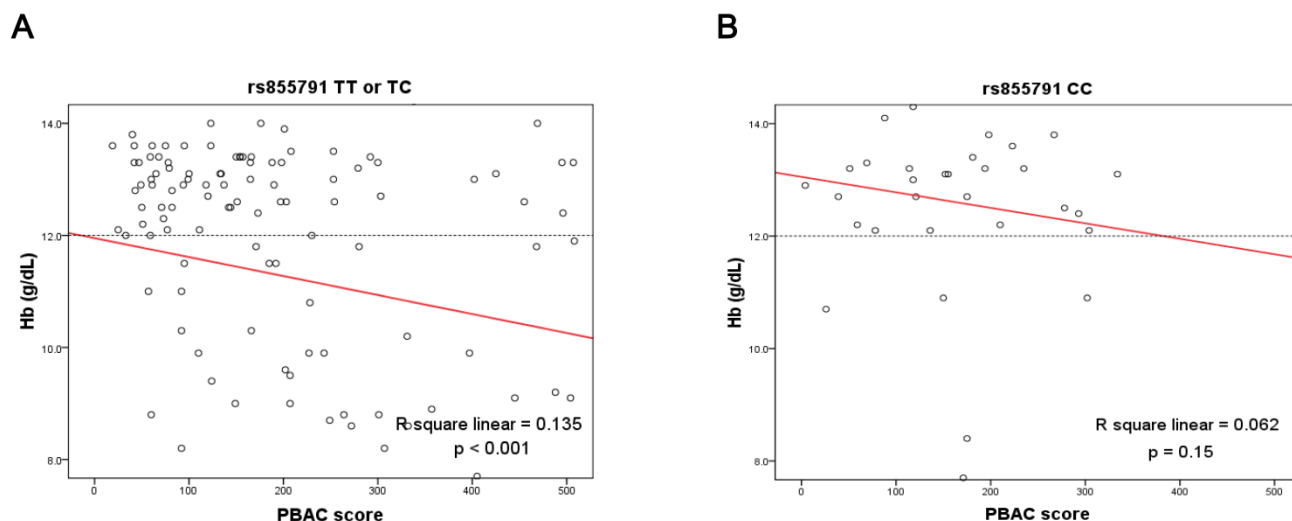 A
rs855791 TT or TC
Hb (g/dL)
14.0
12.0
10.0
8.0
R square linear = 0.135
p < 0.001
0 100 200 300 400 500
PBAC score
B
rs855791 CC
Hb (g/dL)
14.0
12.0
10.0
8.0
R square linear = 0.062
p = 0.15
0 100 200 300 400 500
PBAC score